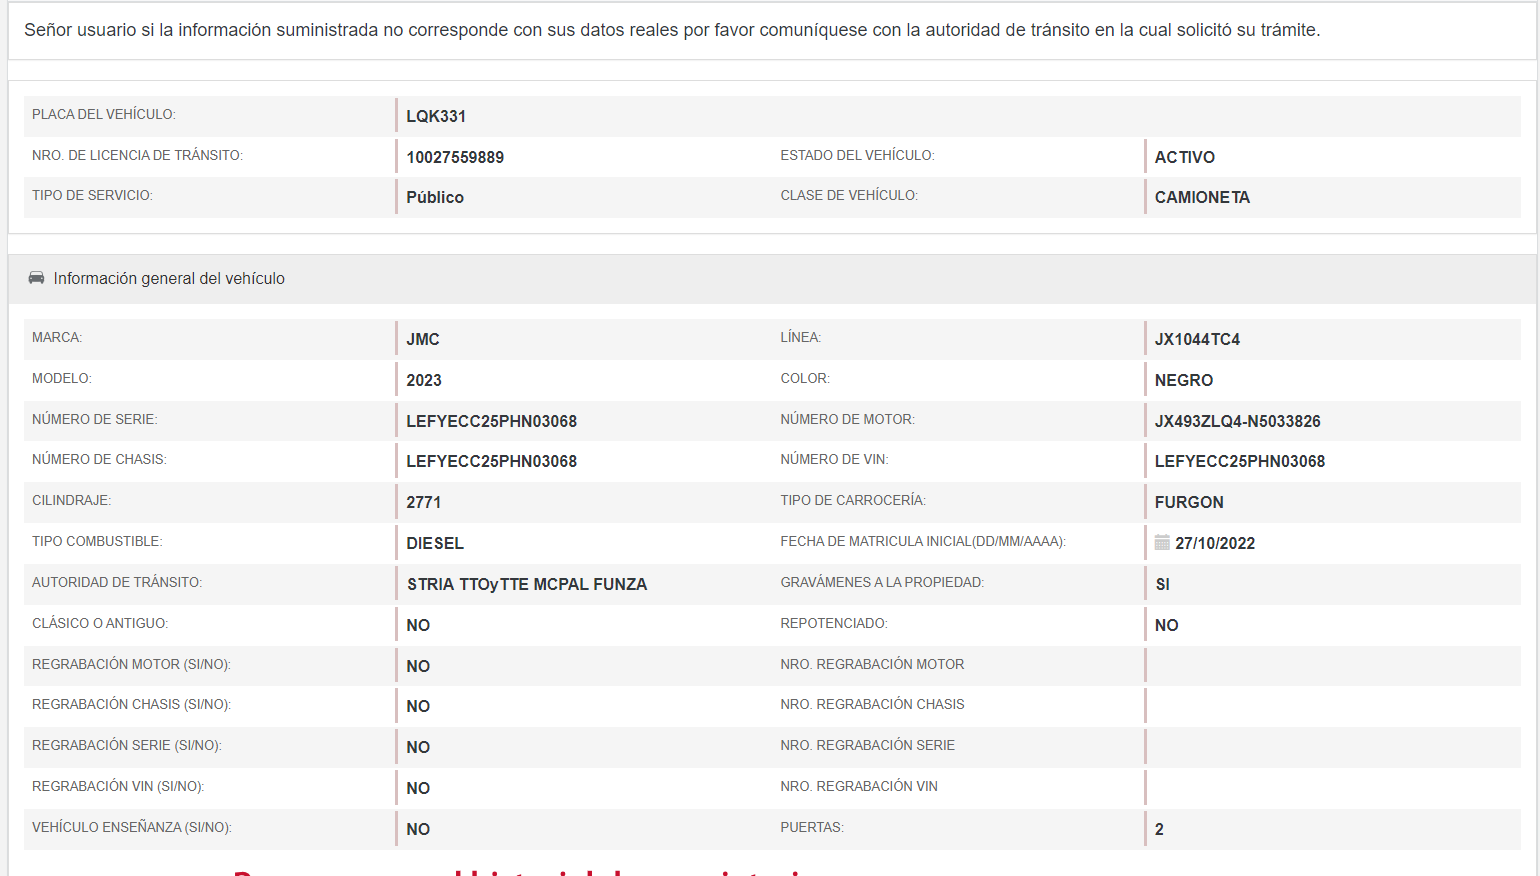 Señor usuario si la información suministrada no corresponde con sus datos reales por favor comuníquese con la autoridad de tránsito en la cual solicitó su trámite.
PLACA DEL VEHÍCULO: LQK331
NRO. DE LICENCIA DE TRÁNSITO: 10027559889 ESTADO DEL VEHÍCULO: ACTIVO
TIPO DE SERVICIO: Público CLASE DE VEHÍCULO: CAMIONETA
Información general del vehículo
MARCA: JMC LÍNEA: JX1044TC4
MODELO: 2023 COLOR: NEGRO
NÚMERO DE SERIE: LEFYECC25PHN03068 NÚMERO DE MOTOR: JX493ZLQ4-N5033826
NÚMERO DE CHASIS: LEFYECC25PHN03068 NÚMERO DE VIN: LEFYECC25PHN03068
CILINDRAJE: 2771 TIPO DE CARROCERÍA: FURGON
TIPO COMBUSTIBLE: DIESEL FECHA DE MATRICULA INICIAL(DD/MM/AAAA): 27/10/2022
AUTORIDAD DE TRÁNSITO: STRIA TTOyTTE MCPAL FUNZA GRAVÁMENES A LA PROPIEDAD: SI
CLÁSICO O ANTIGUO: NO REPOTENCIADO: NO
REGRABACIÓN MOTOR (SI/NO): NO NRO. REGRABACIÓN MOTOR
REGRABACIÓN CHASIS (SI/NO): NO NRO. REGRABACIÓN CHASIS
REGRABACIÓN SERIE (SI/NO): NO NRO. REGRABACIÓN SERIE
REGRABACIÓN VIN (SI/NO): NO NRO. REGRABACIÓN VIN
VEHÍCULO ENSEÑANZA (SI/NO): NO PUERTAS: 2